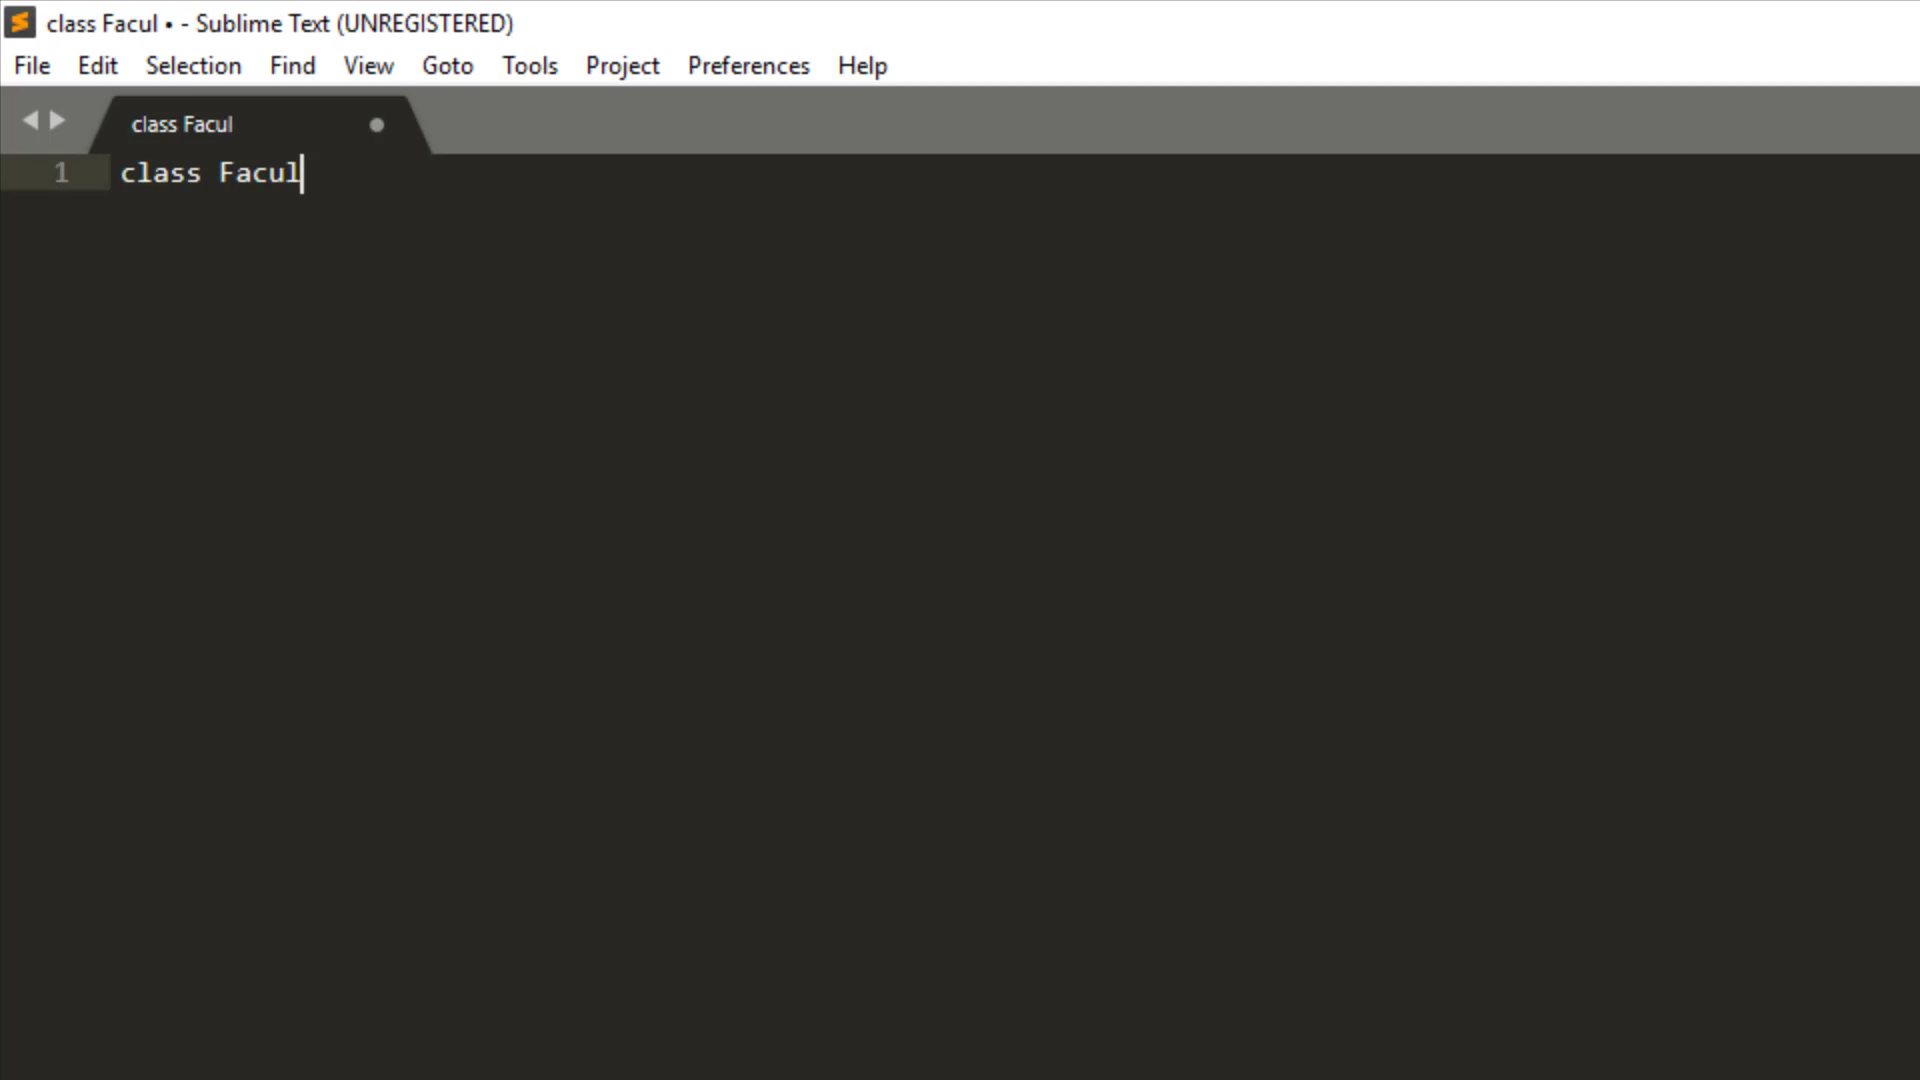 class Facul • - Sublime Text (UNREGISTERED)
File Edit Selection Find View Goto Tools Project Preferences Help
class Facul
1 class Facul